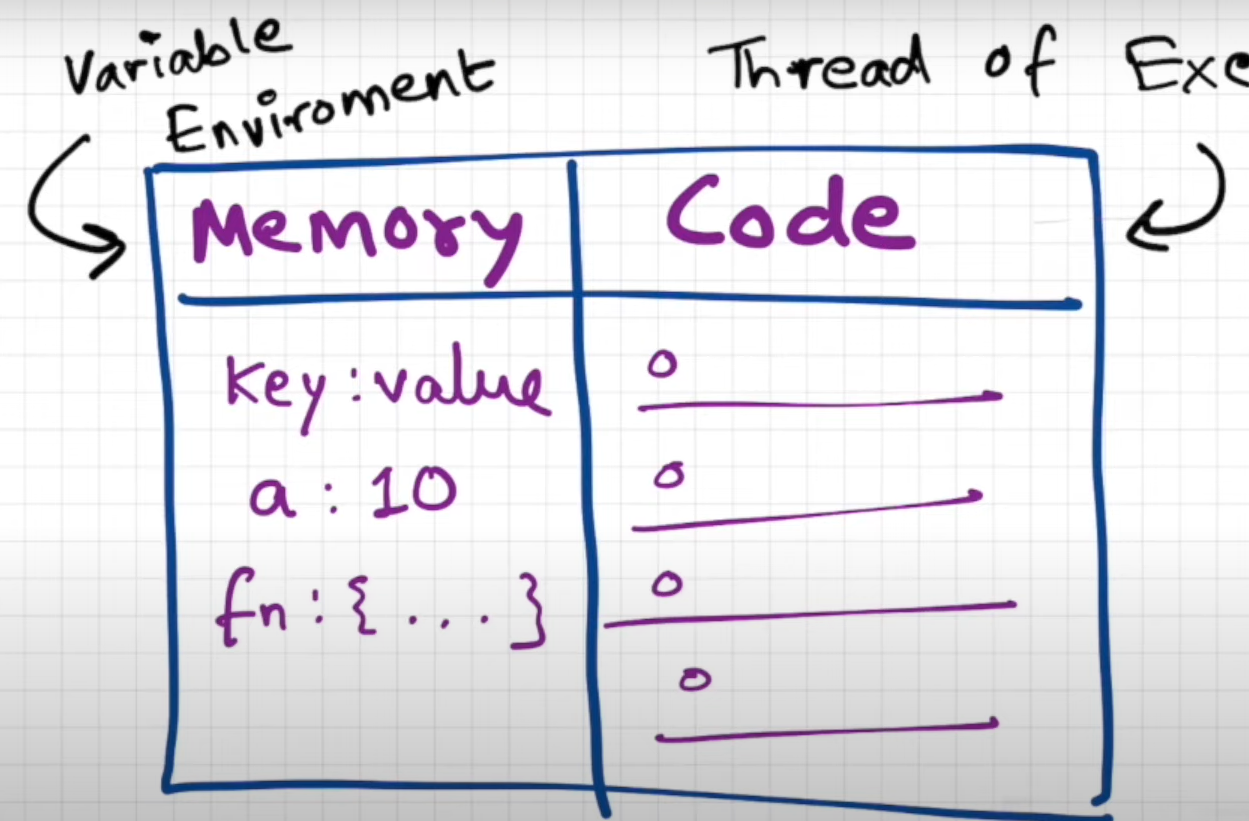 Variable
Enviroment
Thread of Exe
Memory
Code
key : value
a : 10
fn : { . . . . }